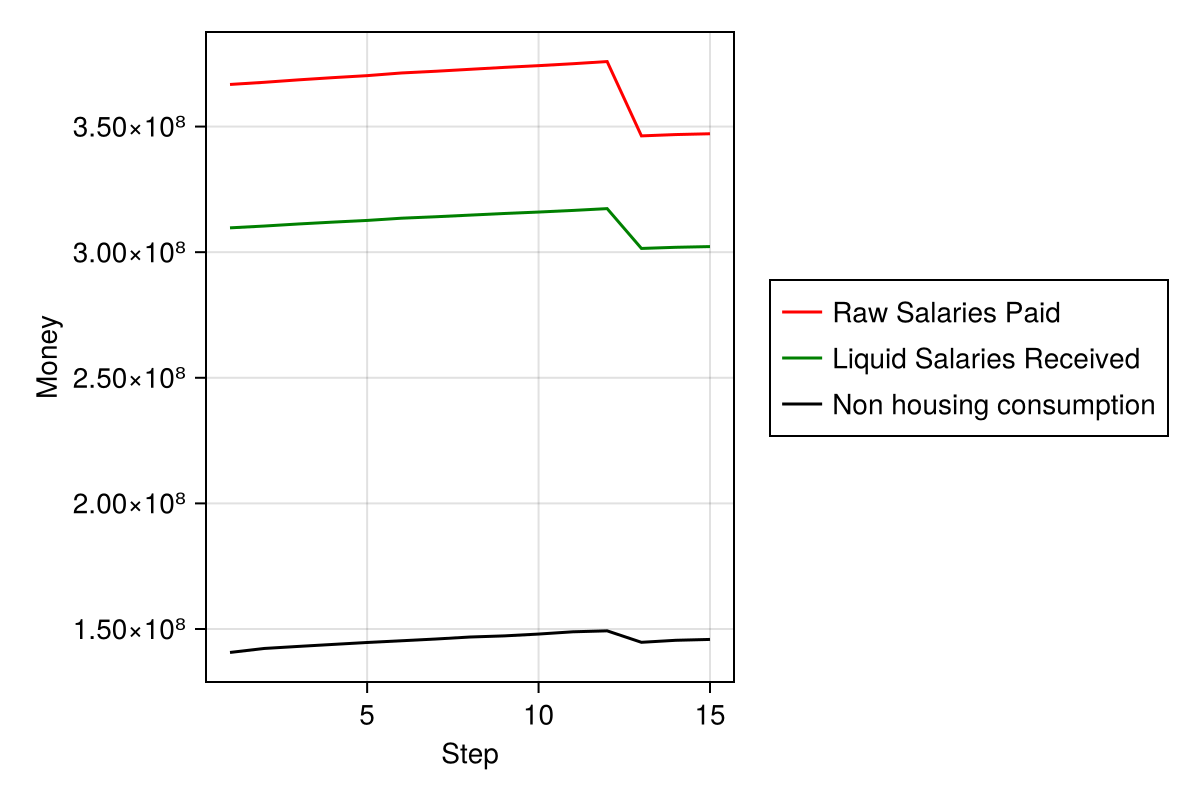 3.50×10⁸
3.00×10⁸
2.50×10⁸
2.00×10⁸
1.50×10⁸
Money
5 10 15
Step
Raw Salaries Paid
Liquid Salaries Received
Non housing consumption